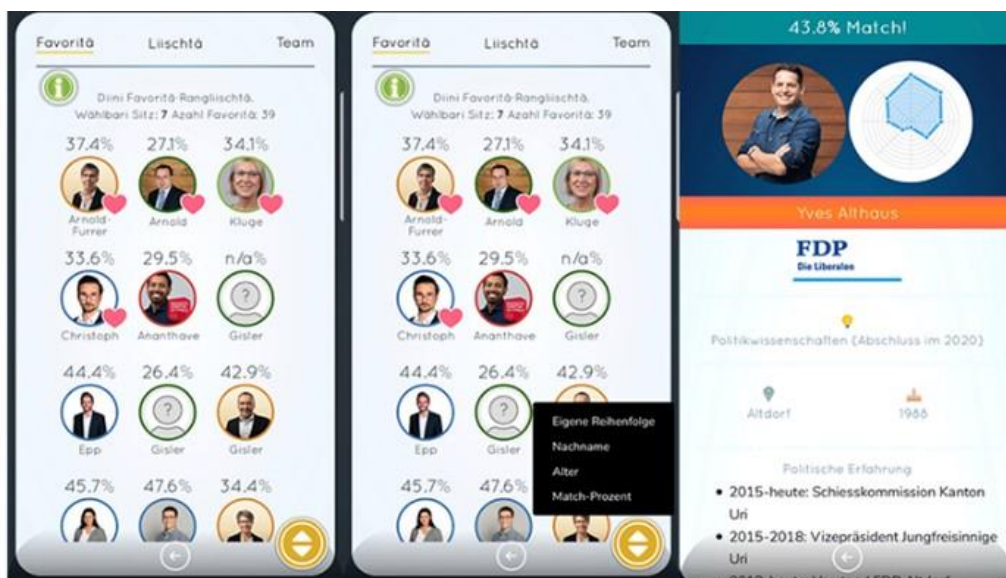 Favoritä Liischtä Team
Diini Favoritä-Rangliischtä.
Wählbari Sitz: 7 Azahl Favoritä: 39
37.4% 27.1% 34.1%
Arnold-Furrer Arnold Kluge
33.6% 29.5% n/a%
Christoph Ananthave Gisler
44.4% 26.4% 42.9%
Epp Gisler Gisler
45.7% 47.6% 34.4%
Favoritä Liischtä Team
Diini Favoritä-Rangliischtä.
Wählbari Sitz: 7 Azahl Favoritä: 39
37.4% 27.1% 34.1%
Arnold-Furrer Arnold Kluge
33.6% 29.5% n/a%
Christoph Ananthave Gisler
44.4% 26.4% 42.9%
Epp Gisler
Eigene Reihenfolge
Nachname
Alter
Match-Prozent
45.7% 47.6%
43.8% Match!
Yves Althaus
FDP
Die Liberalen
Politikwissenschaften (Abschluss im 2020)
Altdorf 1986
Politische Erfahrung
• 2015-heute: Schiesskommission Kanton
Uri
• 2015-2018: Vizepräsident Jungfreisinnige
Uri